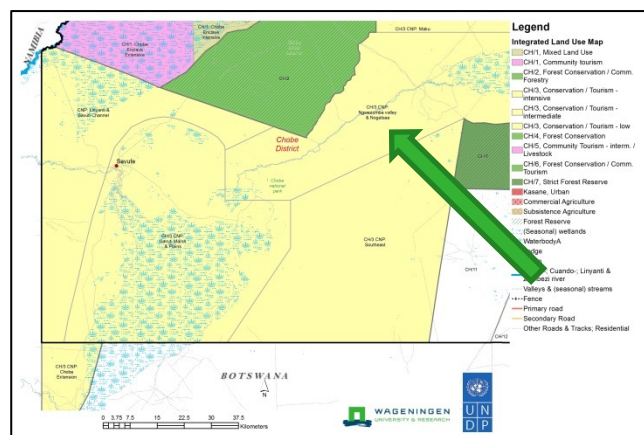 NAMIBIA
CH/1, Chobe
Enclave
Extension
CH/5, Chobe
Enclave
Intensive
CH/2
CH/3 CNP: Maku
CNP: Linyanti &
Savuti Channel
CH/3 CNP:
Ngwezumba valley
& Nogatsaa
Chobe
District
Savute
Chobe
national
park
CH/3 CNP:
Savuti Marsh
& Plains
CH/3 CNP:
Southeast
CH/11
CH/12
CH/3 CNP:
Chobe
Extension
BOTSWANA
N
0 3.75 7.5 15 22.5 30 37.5
Kilometers
WAGENINGEN
UNIVERSITY & RESEARCH
U N
D P
Legend
Integrated Land Use Map
CH/1, Mixed Land Use
CH/1, Community tourism
CH/2, Forest Conservation / Comm.
Forestry
CH/3, Conservation / Tourism -
intensive
CH/3, Conservation / Tourism -
intermediate
CH/3, Conservation / Tourism - low
CH/4, Forest Conservation
CH/5, Community Tourism - interm. /
Livestock
CH/6, Forest Conservation / Comm.
Tourism
CH/7, Strict Forest Reserve
Kasane, Urban
Commercial Agriculture
Subsistence Agriculture
Forest Reserve
(Seasonal) wetlands
WaterbodyA
Cuando-; Linyanti &
river
Valleys & (seasonal) streams
Fence
Primary road
Secondary Road
Other Roads & Tracks; Residential